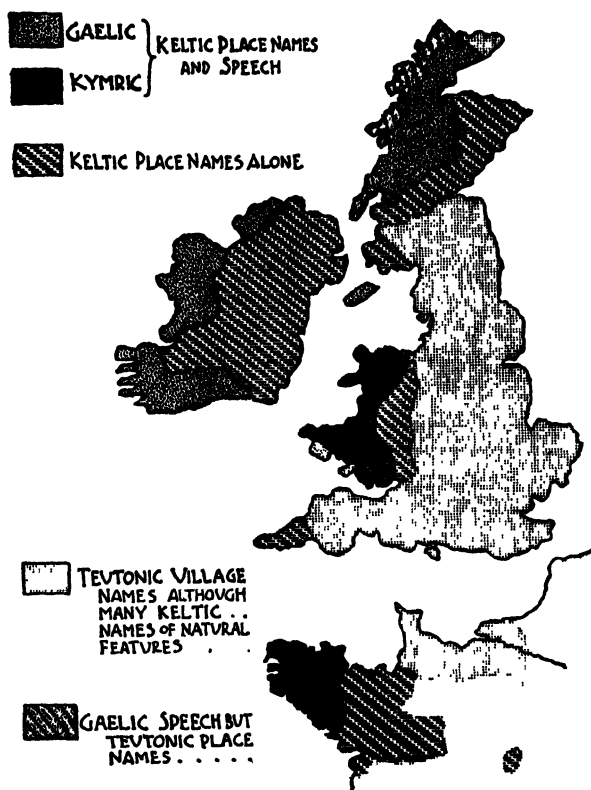 GAELIC
KYMRIC
KELTIC PLACE NAMES
AND SPEECH
KELTIC PLACE NAMES ALONE
TEUTONIC VILLAGE
NAMES ALTHOUGH
MANY KELTIC . .
NAMES OF NATURAL
FEATURES . .
GAELIC SPEECH BUT
TEUTONIC PLACE
NAMES . . . . .